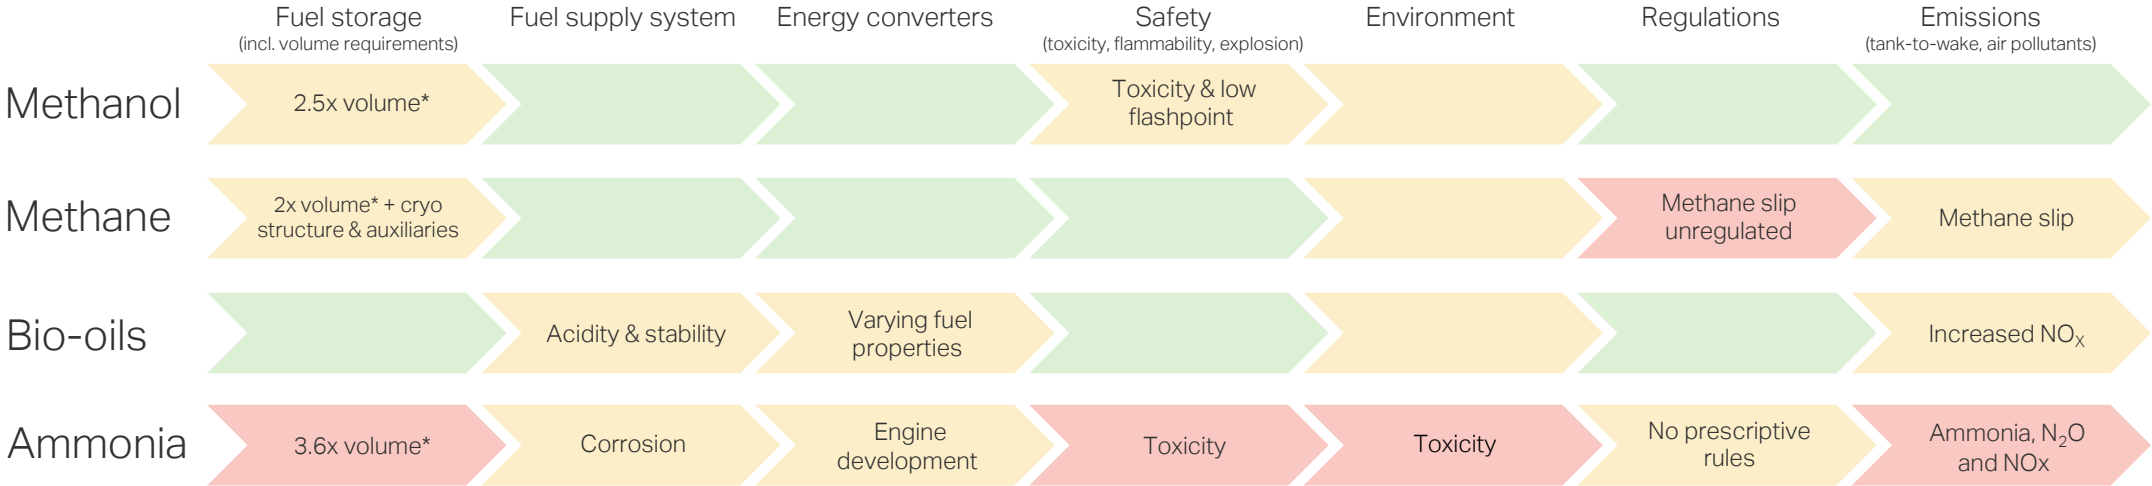 Fuel storage
(incl. volume requirements)
Fuel supply system
Energy converters
Safety
(toxicity, flammability, explosion)
Environment
Regulations
Emissions
(tank-to-wake, air pollutants)
Methanol
2.5x volume*
Toxicity & low
flashpoint
Methane
2x volume* + cryo
structure & auxiliaries
Methane slip
unregulated
Methane slip
Bio-oils
Acidity & stability
Varying fuel
properties
Increased NOₓ
Ammonia
3.6x volume*
Corrosion
Engine
development
Toxicity
Toxicity
No prescriptive
rules
Ammonia, N₂O
and NOx